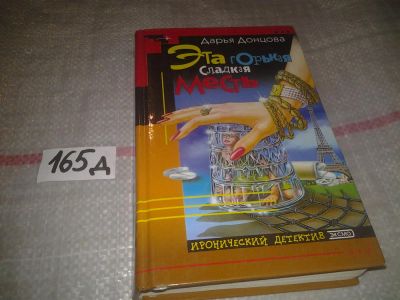 Дарья Донцова
Эта горькая
сладкая
Месть
165д
ИРОНИЧЕСКИЙ ДЕТЕКТИВ ЭКСМО